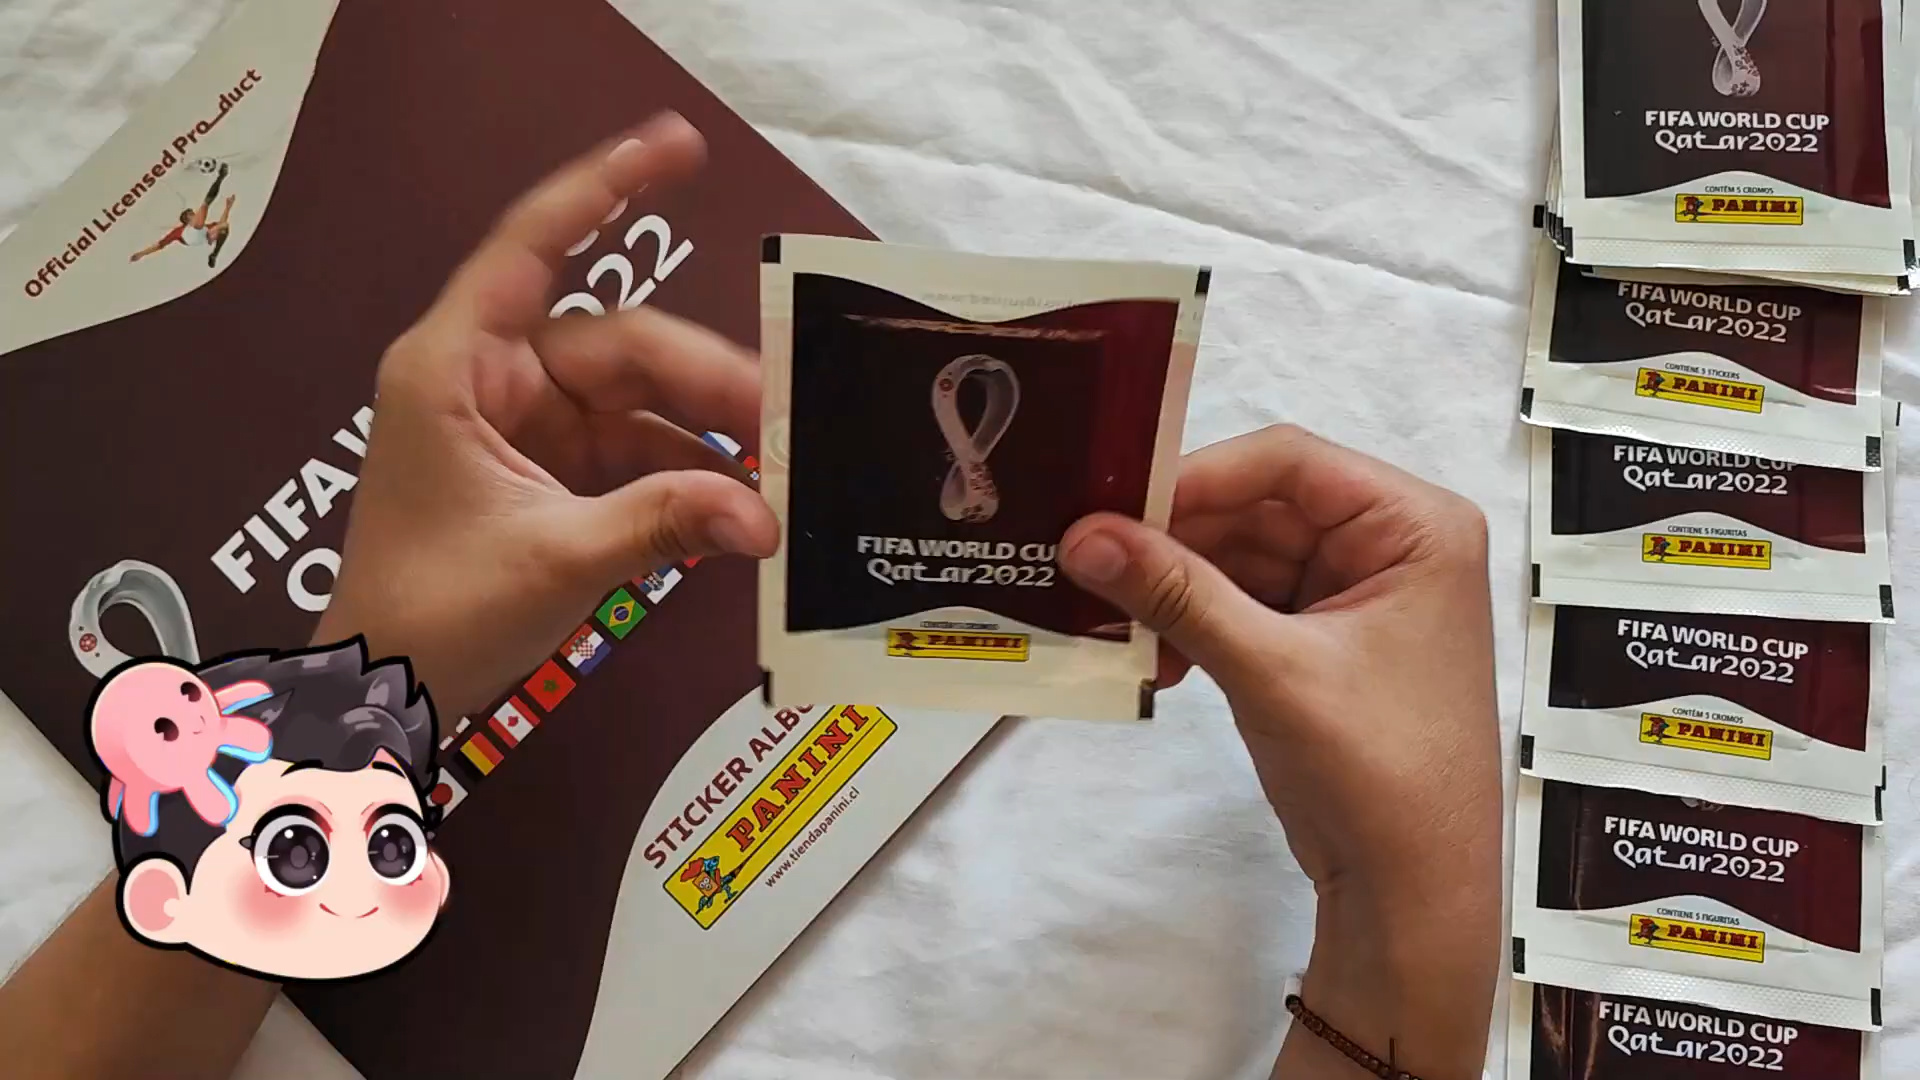 Official Licensed Product
022
FIFA W
Q
STICKER ALBU
PANINI
www.tiendapanini.cl
FIFA WORLD CU
Qatar2022
PANINI
FIFA WORLD CUP
Qatar2022
CONTÉM 5 CROMOS
PANINI
FIFA WORLD CUP
Qatar2022
CONTIENE 5 STICKERS
PANINI
FIFA WORLD CUP
Qatar2022
CONTIENE 5 FIGURITAS
PANINI
FIFA WORLD CUP
Qatar2022
CONTÉM 5 CROMOS
PANINI
FIFA WORLD CUP
Qatar2022
CONTIENE 5 FIGURITAS
PANINI
FIFA WORLD CUP
Qatar2022